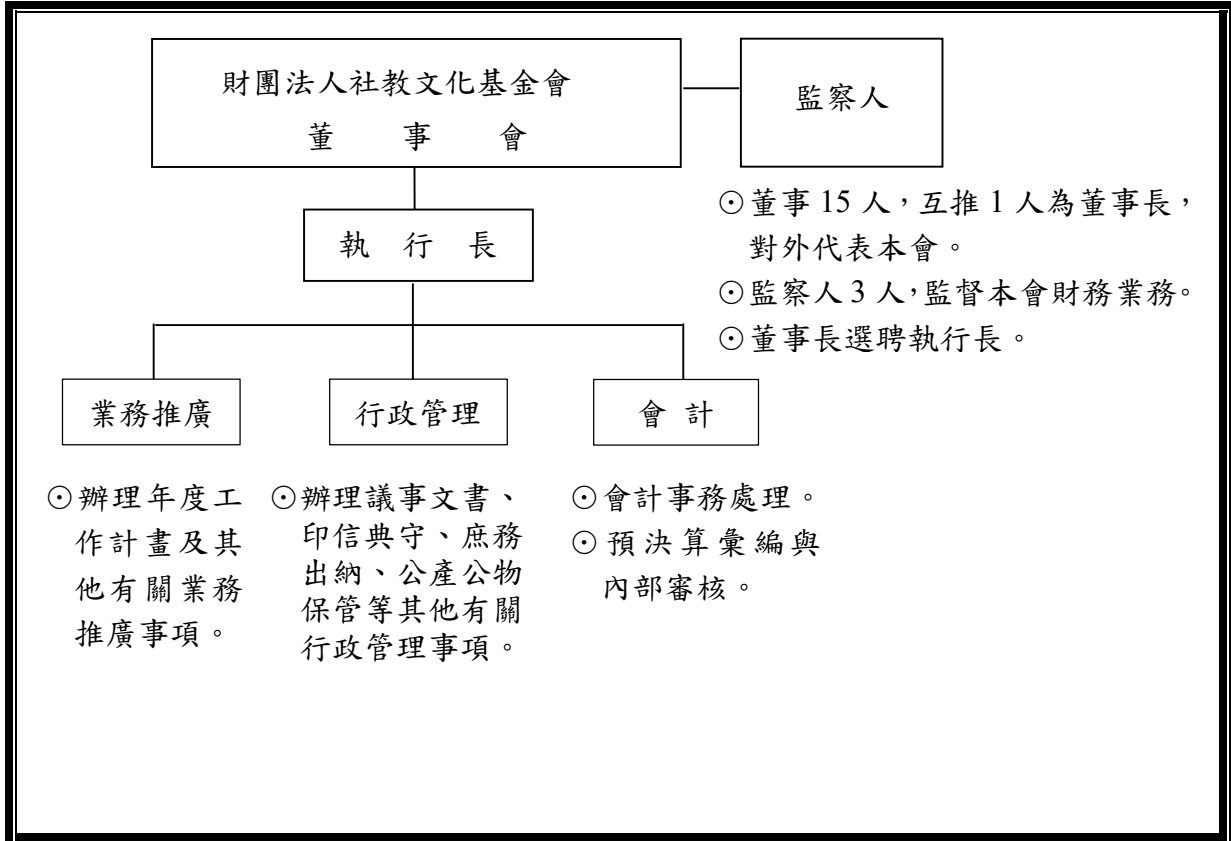 財團法人社教文化基金會
董事會
監察人
⊙董事 15 人，互推 1 人為董事長，
對外代表本會。
⊙監察人 3 人，監督本會財務業務。
⊙董事長選聘執行長。
執行長
業務推廣
行政管理
會計
⊙辦理年度工
作計畫及其
他有關業務
推廣事項。
⊙辦理議事文書、
印信典守、庶務
出納、公產公物
保管等其他有關
行政管理事項。
⊙會計事務處理。
⊙預決算彙編與
內部審核。